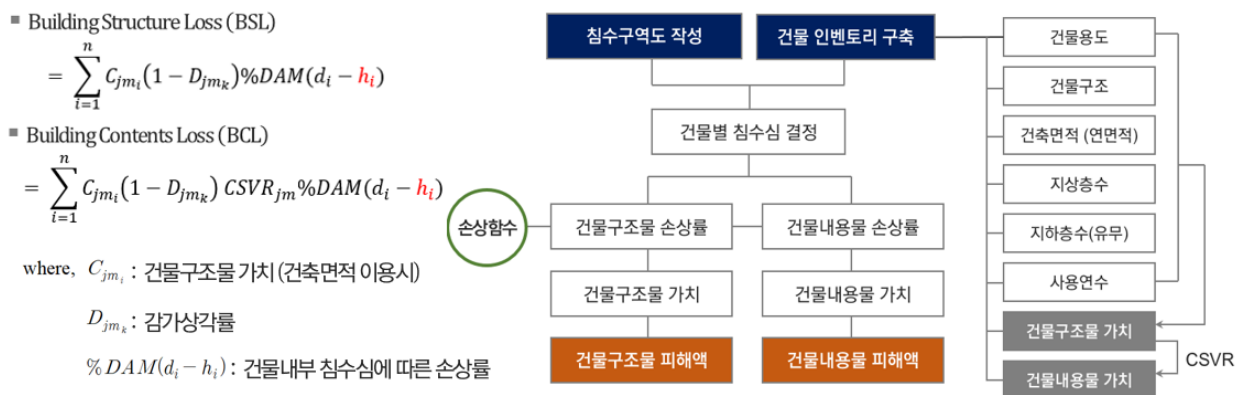 ▪ Building Structure Loss (BSL)
= \sum_{i=1}^{n} C_{jm_i}(1 - D_{jm_k})%DAM(d_i - h_i)
▪ Building Contents Loss (BCL)
= \sum_{i=1}^{n} C_{jm_i}(1 - D_{jm_k}) CSVR_{jm}%DAM(d_i - h_i)
where, C_{jm_i} : 건물구조물 가치 (건축면적 이용시)
D_{jm_k} : 감가상각률
%DAM(d_i - h_i) : 건물내부 침수심에 따른 손상률
침수구역도 작성
건물 인벤토리 구축
건물별 침수심 결정
손상함수
건물구조물 손상률
건물내용물 손상률
건물구조물 가치
건물내용물 가치
건물구조물 피해액
건물내용물 피해액
건물용도
건물구조
건축면적 (연면적)
지상층수
지하층수(유무)
사용연수
건물구조물 가치
CSVR
건물내용물 가치